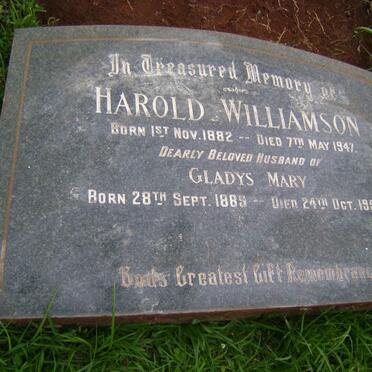 In Treasured Memory of
HAROLD WILLIAMSON
BORN 1ST NOV. 1882 -- DIED 7TH MAY 1947.
DEARLY BELOVED HUSBAND OF
GLADYS MARY
BORN 28TH SEPT. 1889 -- DIED 24TH OCT.
God's Greatest Gift Remembrance